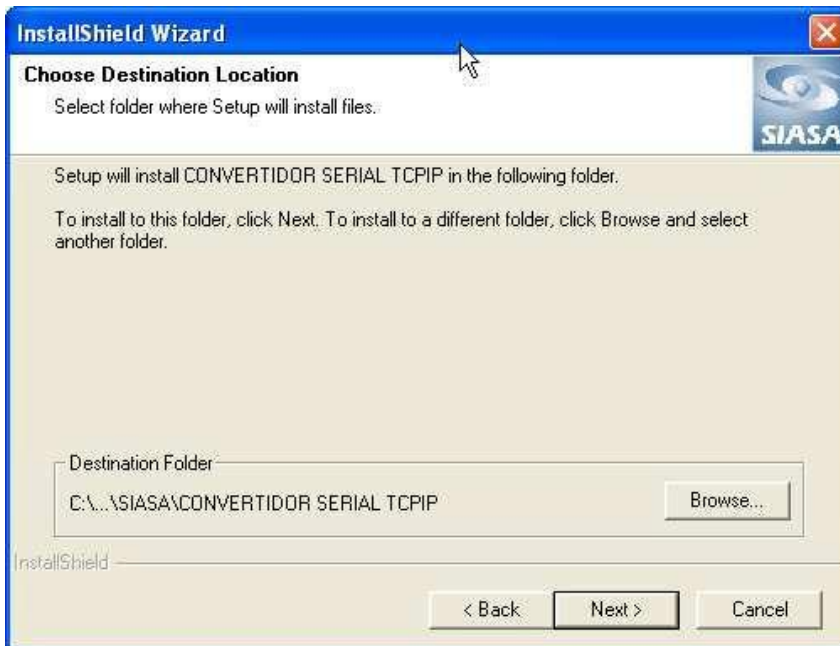 InstallShield Wizard
Choose Destination Location
Select folder where Setup will install files.
SIASA
Setup will install CONVERTIDOR SERIAL TCPIP in the following folder.
To install to this folder, click Next. To install to a different folder, click Browse and select
another folder.
Destination Folder
C:\...\SIASA\CONVERTIDOR SERIAL TCPIP
Browse...
InstallShield
< Back
Next >
Cancel